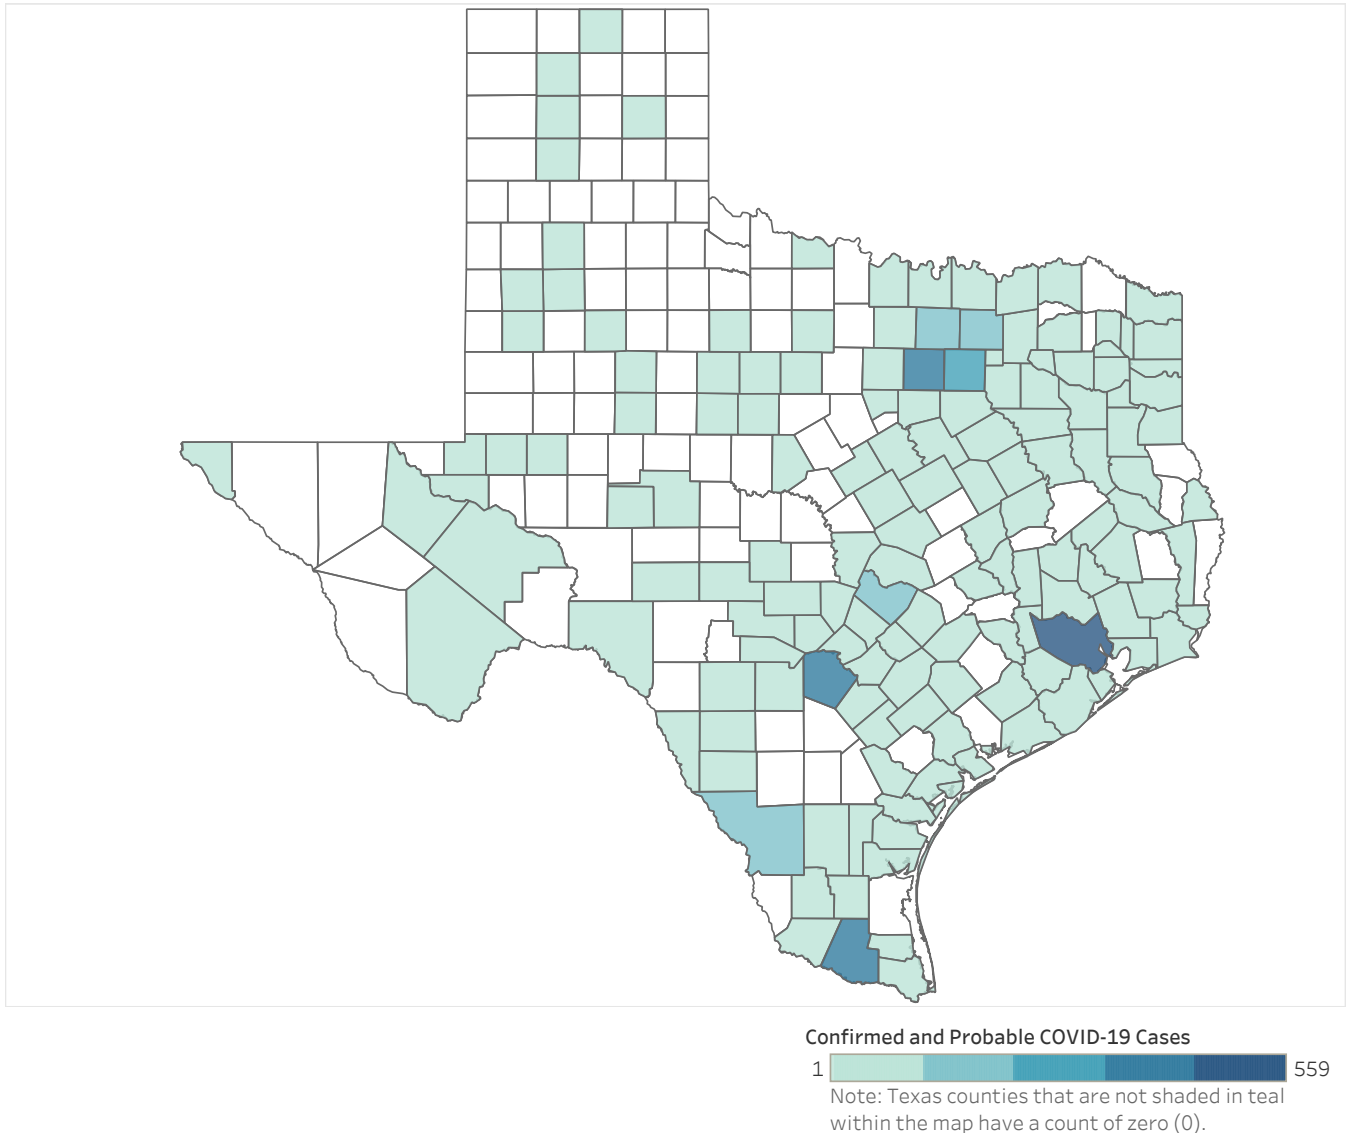 Confirmed and Probable COVID-19 Cases
1 559
Note: Texas counties that are not shaded in teal
within the map have a count of zero (0).